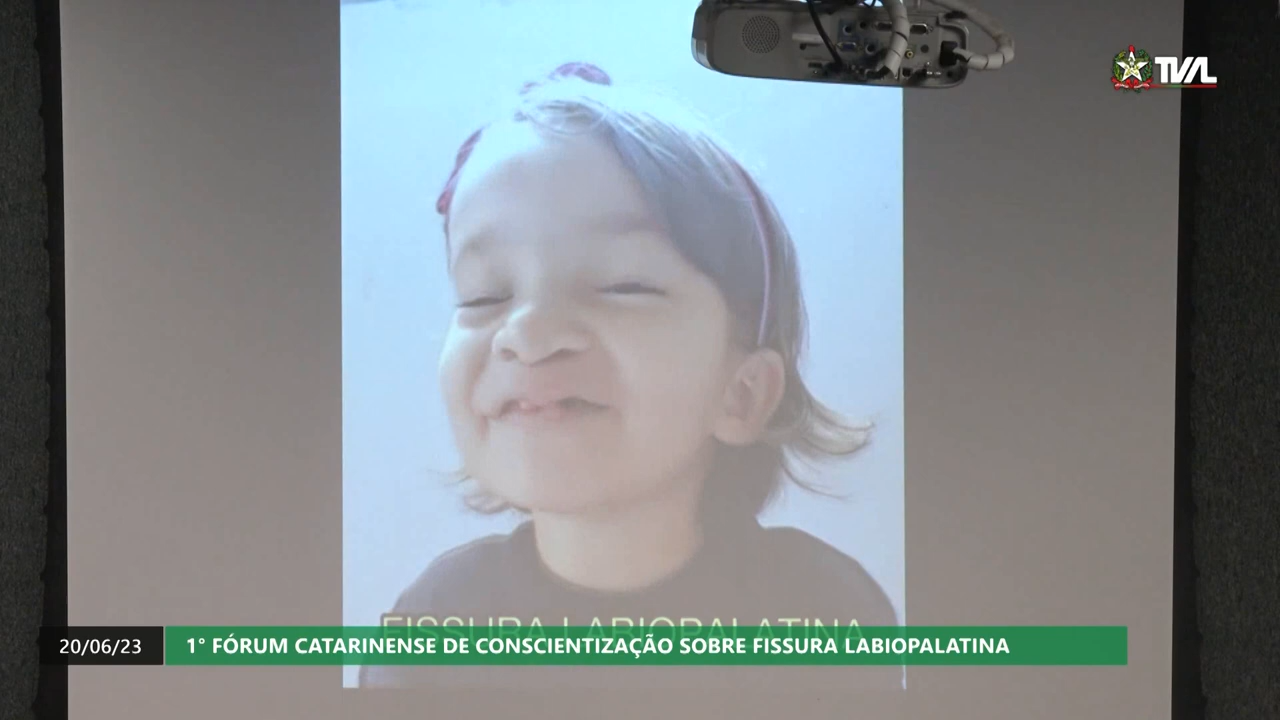 TVAL
FISSURA LABIOPALATINA
20/06/23
1° FÓRUM CATARINENSE DE CONSCIENTIZAÇÃO SOBRE FISSURA LABIOPALATINA